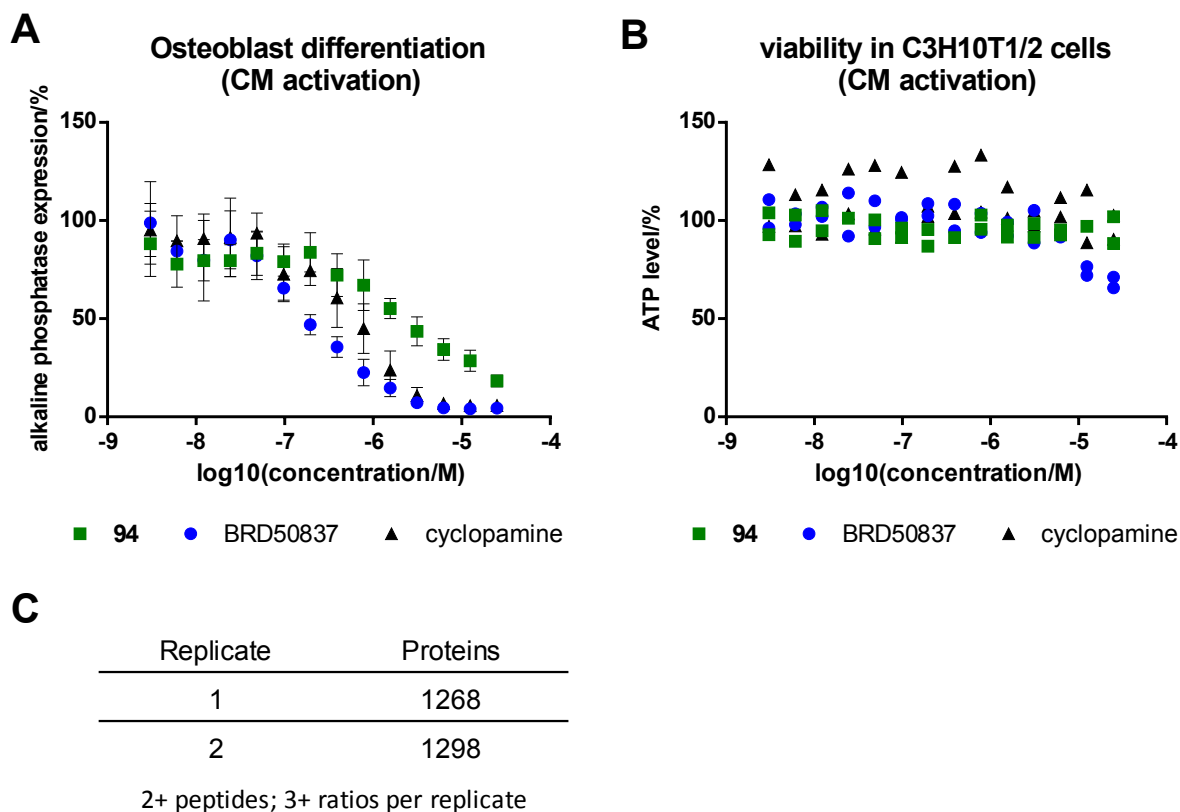 A
Osteoblast differentiation
(CM activation)
alkaline phosphatase expression/%
150
100
50
0
-9 -8 -7 -6 -5 -4
log10(concentration/M)
94 BRD50837 cyclopamine
B
viability in C3H10T1/2 cells
(CM activation)
ATP level/%
150
100
50
0
-9 -8 -7 -6 -5 -4
log10(concentration/M)
94 BRD50837 cyclopamine
C
Replicate Proteins
1 1268
2 1298
2+ peptides; 3+ ratios per replicate